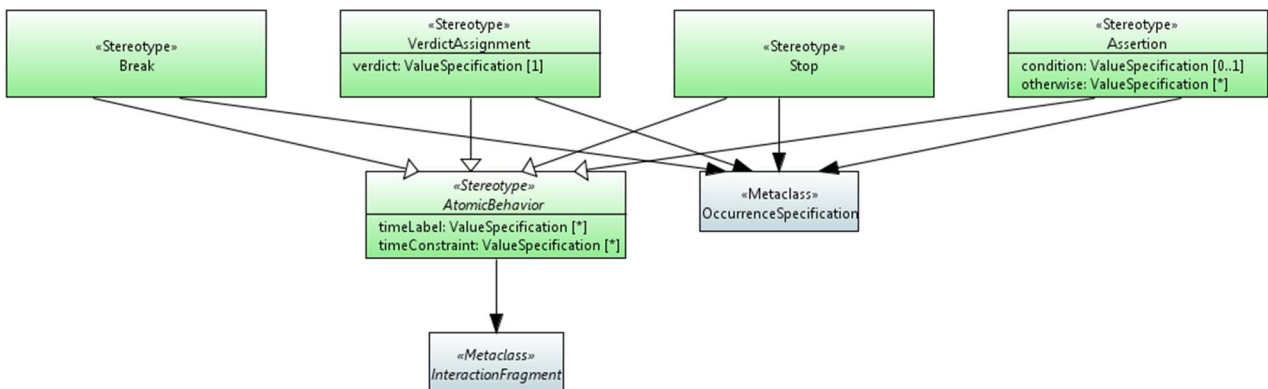 «Stereotype»
Break
«Stereotype»
VerdictAssignment
verdict: ValueSpecification [1]
«Stereotype»
Stop
«Stereotype»
Assertion
condition: ValueSpecification [0..1]
otherwise: ValueSpecification [*]
«Stereotype»
AtomicBehavior
timeLabel: ValueSpecification [*]
timeConstraint: ValueSpecification [*]
«Metaclass»
OccurrenceSpecification
«Metaclass»
InteractionFragment